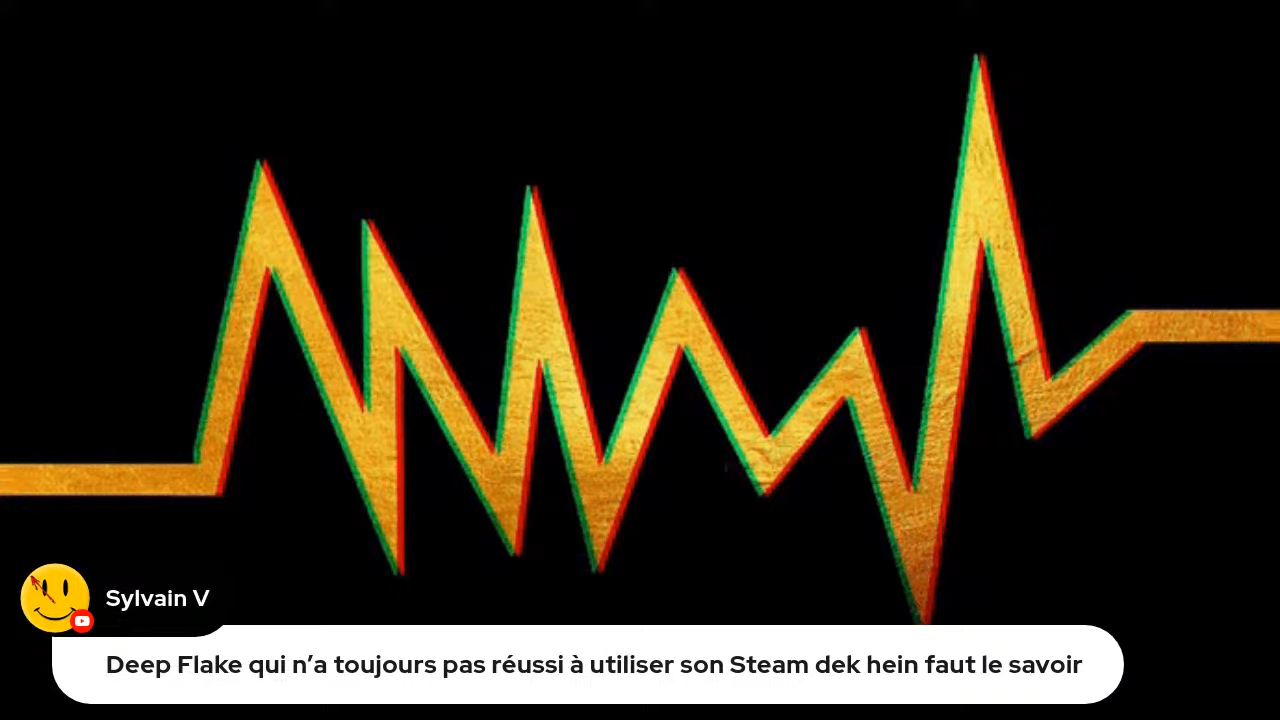 Sylvain V
Deep Flake qui n’a toujours pas réussi à utiliser son Steam dek hein faut le savoir